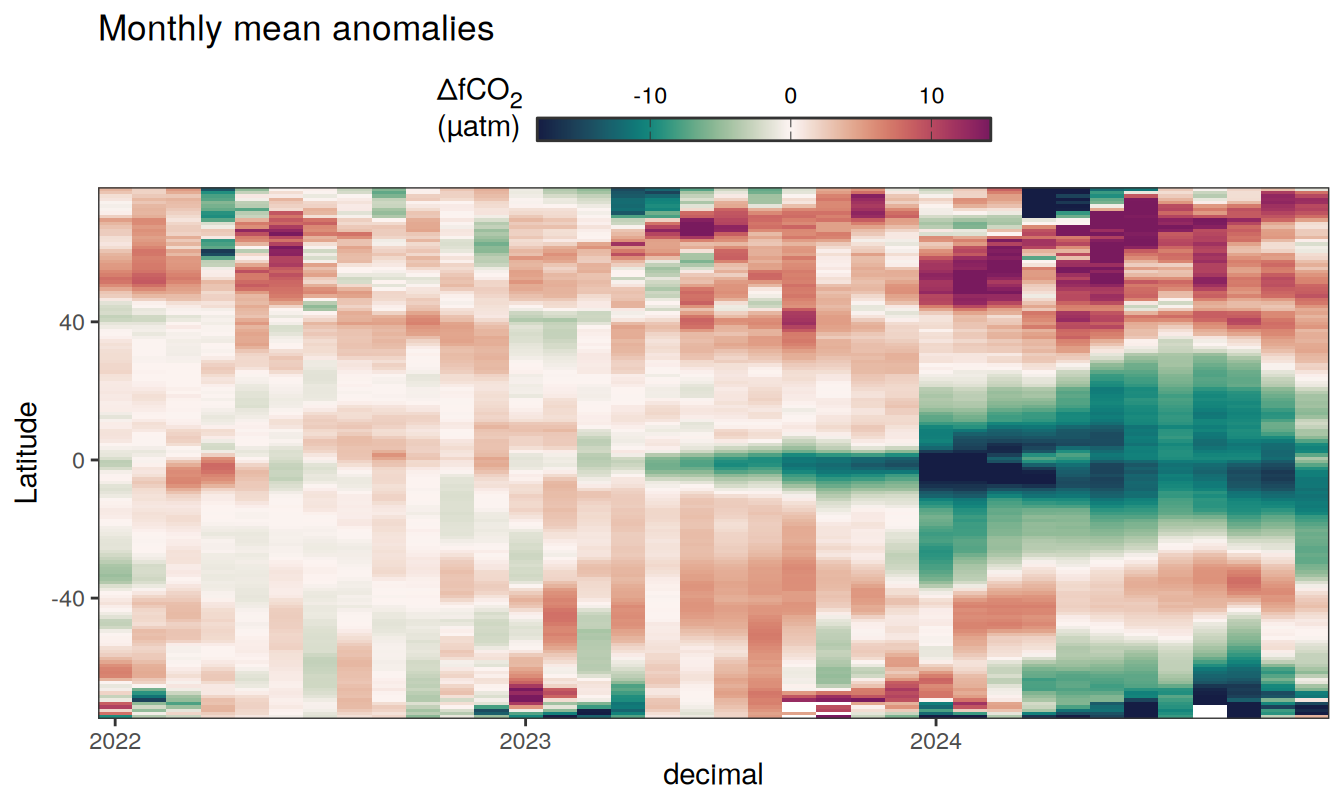 Monthly mean anomalies
ΔfCO₂
(µatm)
-10 0 10
Latitude
40
0
-40
2022 2023 2024
decimal